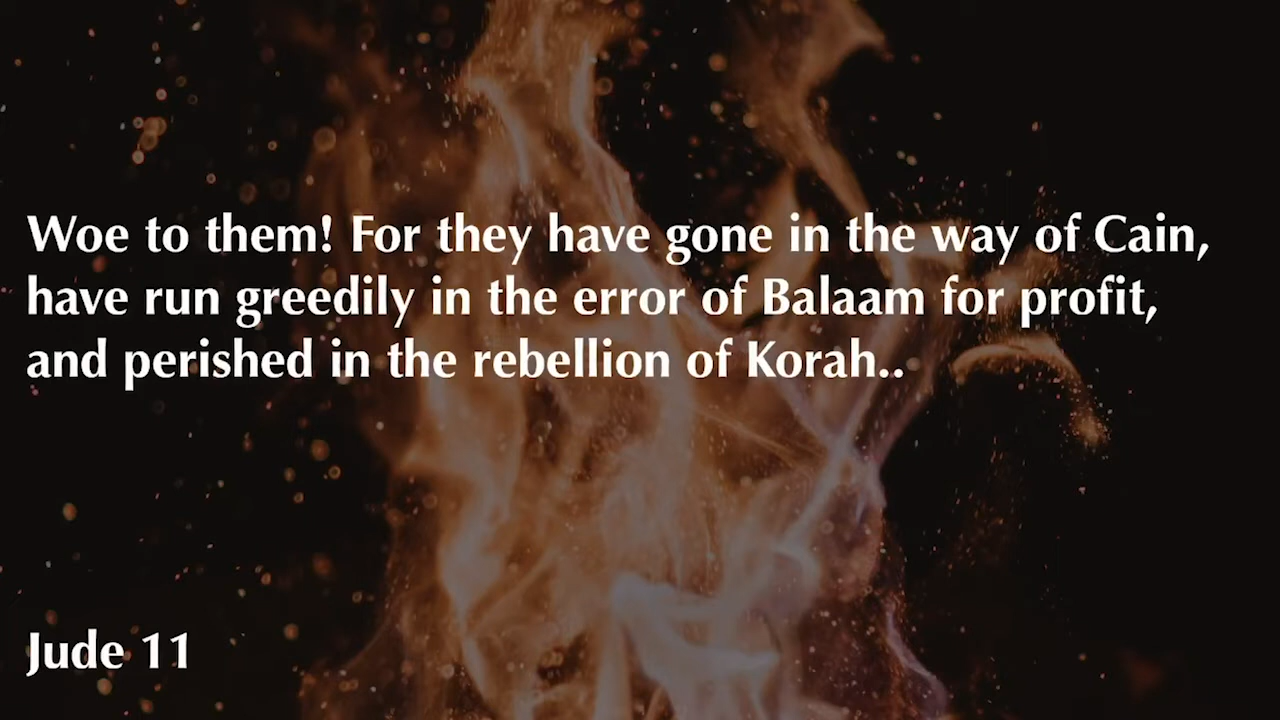 Woe to them! For they have gone in the way of Cain,
have run greedily in the error of Balaam for profit,
and perished in the rebellion of Korah..
Jude 11